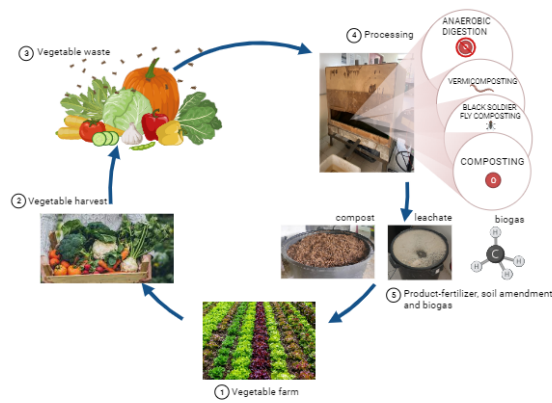 ③ Vegetable waste
④ Processing
ANAEROBIC
DIGESTION
VERMICOMPOSTING
BLACK SOLDIER
FLY COMPOSTING
COMPOSTING
② Vegetable harvest
compost
leachate
biogas
H
H
C
H
H
⑤ Product-fertilizer, soil amendment
and biogas
① Vegetable farm